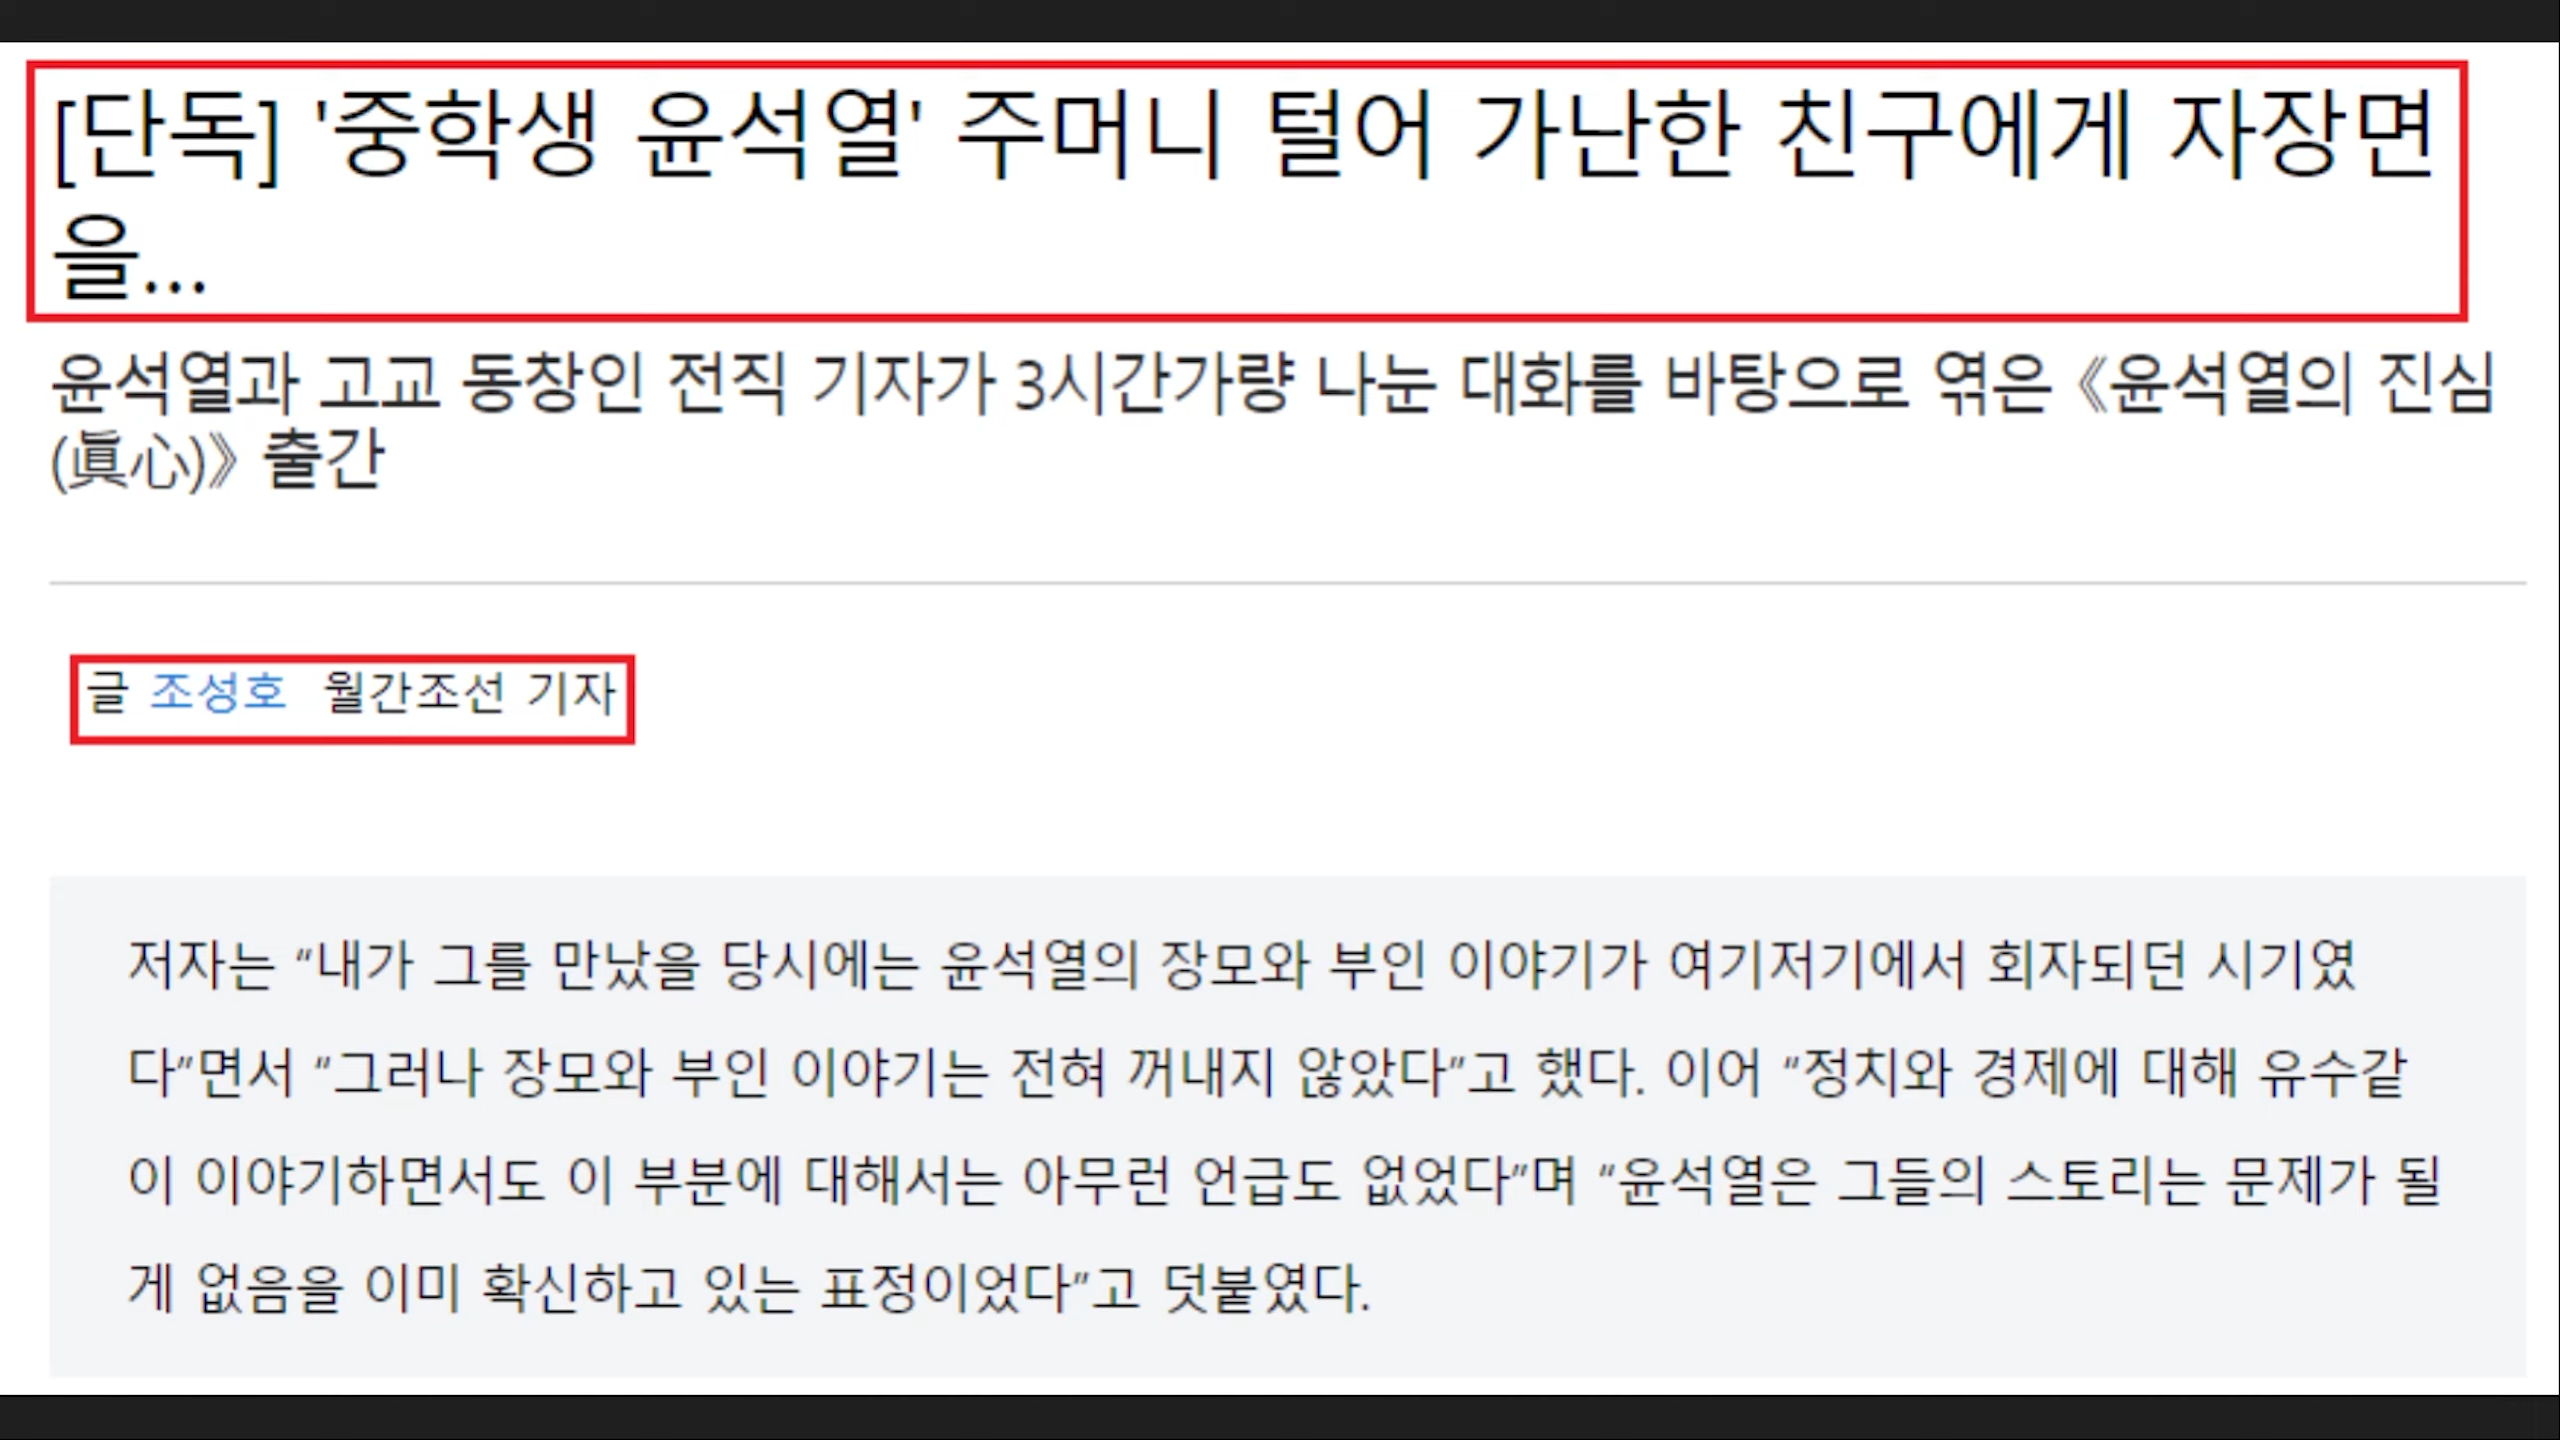 [단독] '중학생 윤석열' 주머니 털어 가난한 친구에게 자장면
을...
윤석열과 고교 동창인 전직 기자가 3시간가량 나눈 대화를 바탕으로 엮은 《윤석열의 진심
(眞心)》 출간
글 조성호 월간조선 기자
저자는 “내가 그를 만났을 당시에는 윤석열의 장모와 부인 이야기가 여기저기에서 회자되던 시기였
다”면서 “그러나 장모와 부인 이야기는 전혀 꺼내지 않았다”고 했다. 이어 “정치와 경제에 대해 유수같
이 이야기하면서도 이 부분에 대해서는 아무런 언급도 없었다”며 “윤석열은 그들의 스토리는 문제가 될
게 없음을 이미 확신하고 있는 표정이었다”고 덧붙였다.